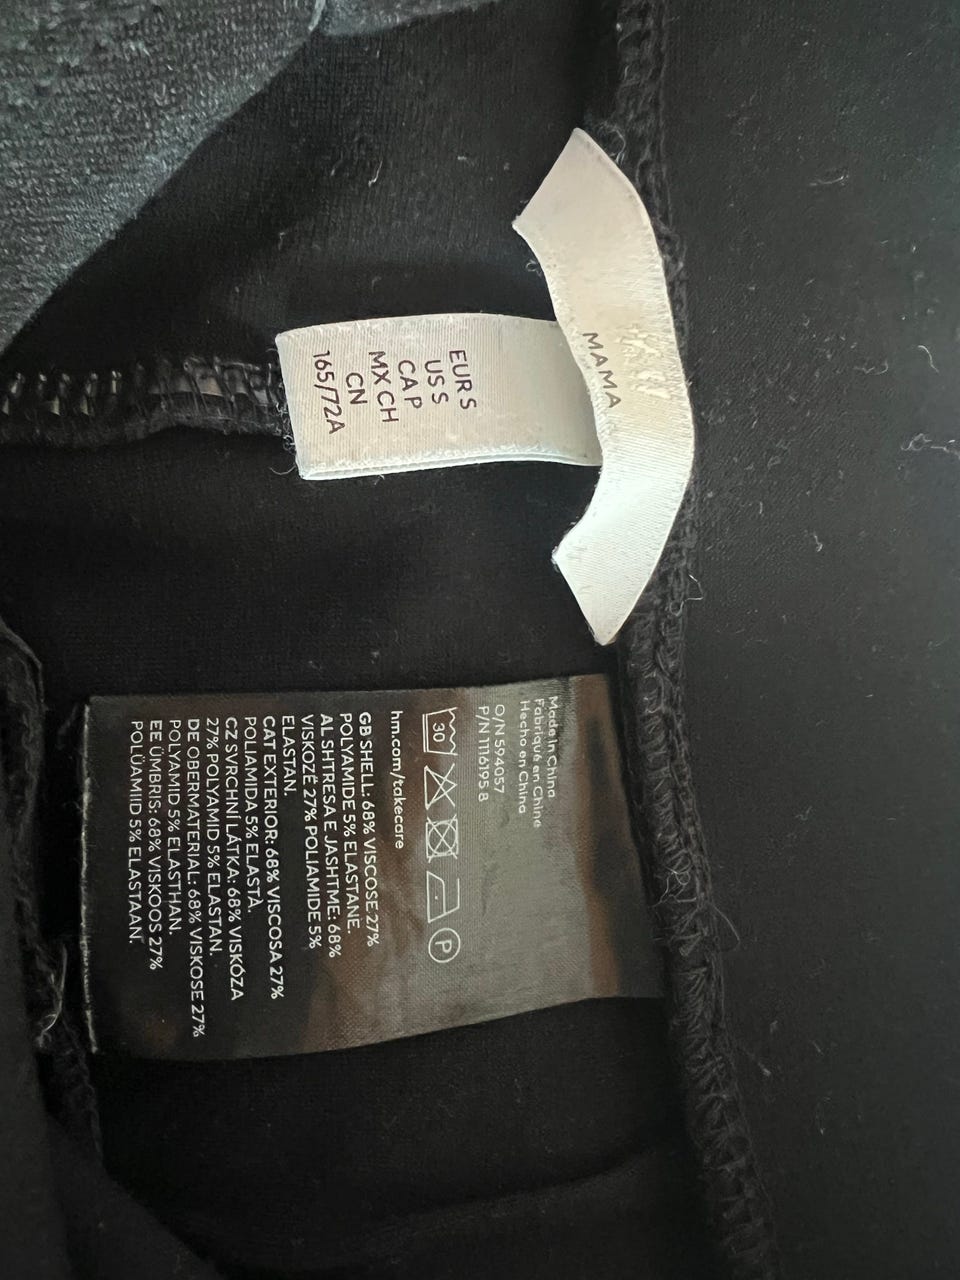 MAMA
EUR S
US S
CA P
MX CH
CN
165/72A
Made in China
Fabriqué en Chine
Hecho en China
O/N 594057
P/N 1116195 8
30
P
hm.com/takecare
GB SHELL: 68% VISCOSE 27%
POLYAMIDE 5% ELASTANE.
AL SHTRESA E JASHTME: 68%
VISKOZË 27% POLIAMIDE 5%
ELASTAN.
CAT EXTERIOR: 68% VISCOSA 27%
POLIAMIDA 5% ELASTÀ.
CZ SVRCHNÍ LÁTKA: 68% VISKÓZA
27% POLYAMID 5% ELASTAN.
DE OBERMATERIAL: 68% VISKOSE 27%
POLYAMID 5% ELASTHAN.
EE ÜMBRIS: 68% VISKOOS 27%
POLÜAMIID 5% ELASTAAN.